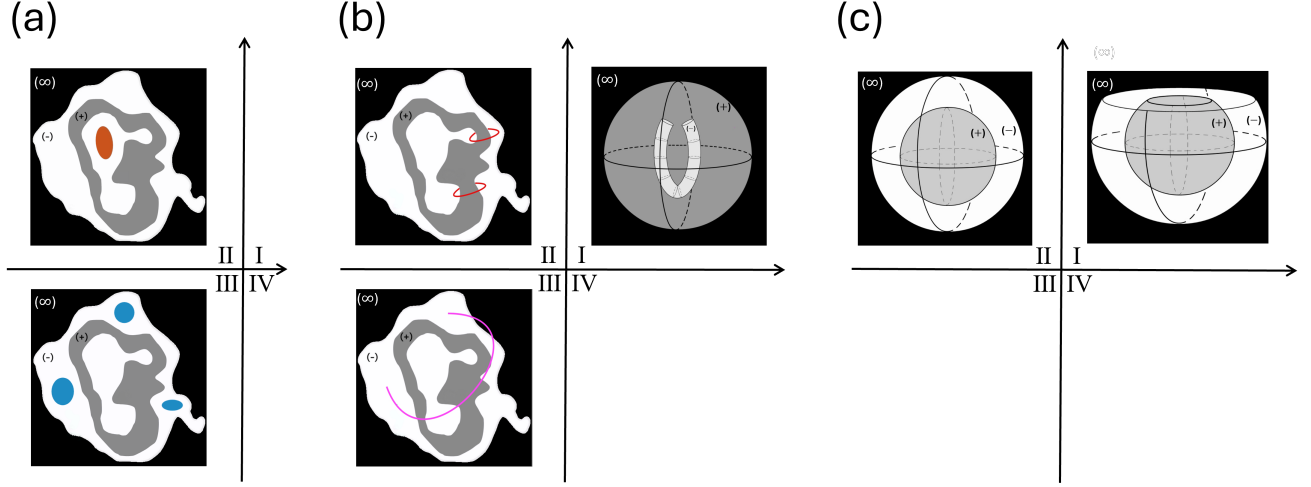 (a) (b) (c)
(∞)
(∞) (∞) (∞) (∞) (∞)
(+) (+) (+)
(-) (-) (-) (+) (−) (+) (−)
II I II I II I
III IV III IV III IV
(∞) (∞)
(+) (+)
(-) (-)